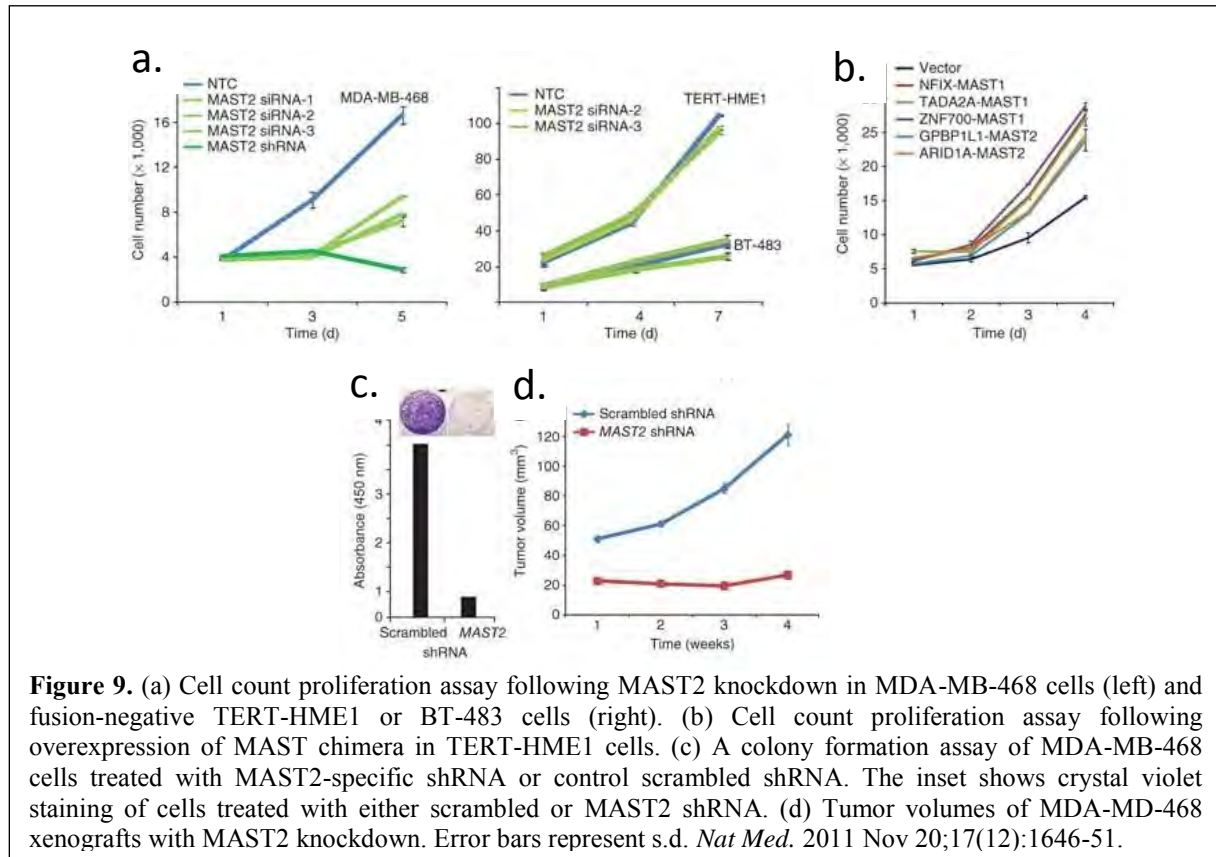 a.
NTC
MAST2 siRNA-1
MAST2 siRNA-2
MAST2 siRNA-3
MAST2 shRNA
MDA-MB-468
Cell number (× 1,000)
16
12
8
4
0
1 3 5
Time (d)
NTC
MAST2 siRNA-2
MAST2 siRNA-3
TERT-HME1
BT-483
100
80
60
40
20
1 4 7
Time (d)
b.
Vector
NFIX-MAST1
TADA2A-MAST1
ZNF700-MAST1
GPBP1L1-MAST2
ARID1A-MAST2
Cell number (× 1,000)
25
20
15
10
5
0
1 2 3 4
Time (d)
c.
Absorbance (450 nm)
4
3
2
1
0
Scrambled MAST2
shRNA
d.
Scrambled shRNA
MAST2 shRNA
Tumor volume (mm³)
120
100
80
60
40
20
0
1 2 3 4
Time (weeks)
Figure 9. (a) Cell count proliferation assay following MAST2 knockdown in MDA-MB-468 cells (left) and
fusion-negative TERT-HME1 or BT-483 cells (right). (b) Cell count proliferation assay following
overexpression of MAST chimera in TERT-HME1 cells. (c) A colony formation assay of MDA-MB-468
cells treated with MAST2-specific shRNA or control scrambled shRNA. The inset shows crystal violet
staining of cells treated with either scrambled or MAST2 shRNA. (d) Tumor volumes of MDA-MD-468
xenografts with MAST2 knockdown. Error bars represent s.d. Nat Med. 2011 Nov 20;17(12):1646-51.